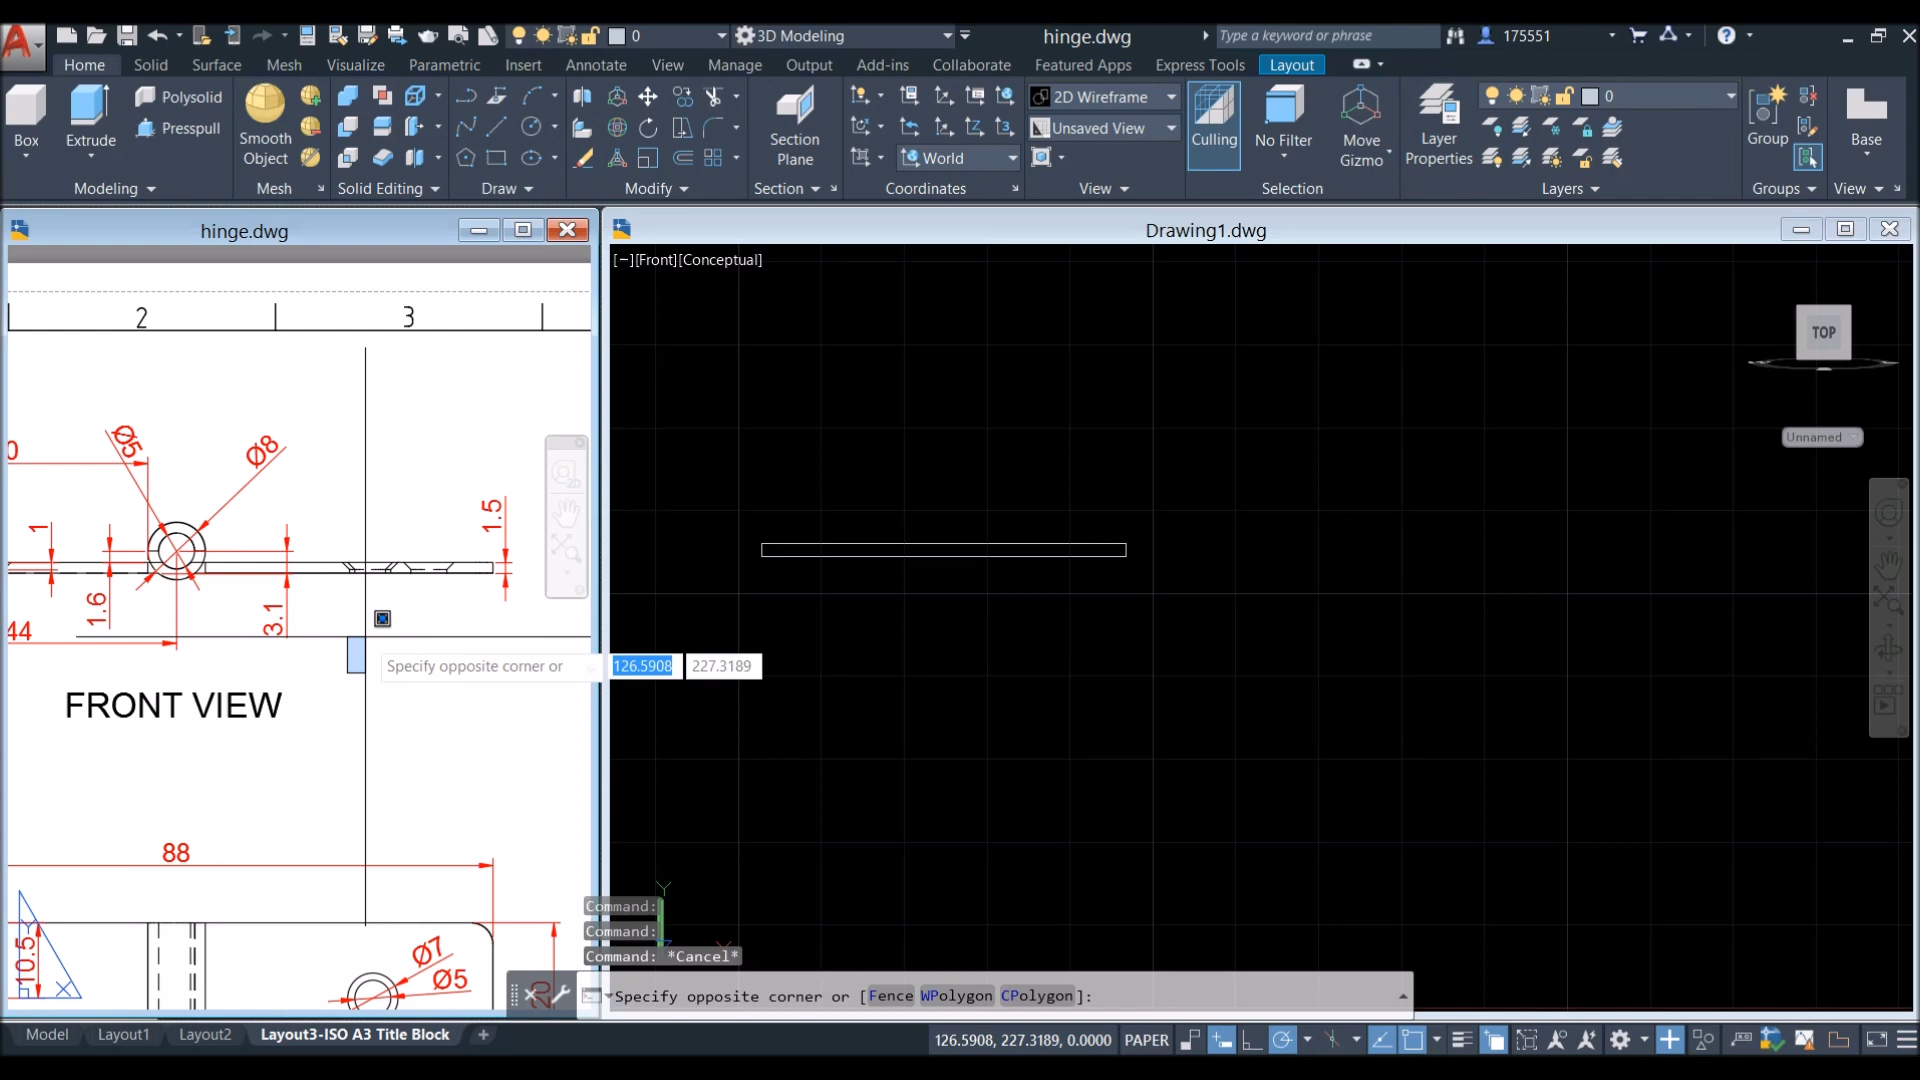 0
3D Modeling
hinge.dwg
Type a keyword or phrase
175551
Home Solid Surface Mesh Visualize Parametric Insert Annotate View Manage Output Add-ins Collaborate Featured Apps Express Tools Layout
Box
Extrude
Polysolid
Presspull
Smooth
Object
Section
Plane
World
2D Wireframe
Unsaved View
Culling
No Filter
Move
Gizmo
Layer
Properties
0
Group
Base
Modeling Mesh Solid Editing Draw Modify Section Coordinates View Selection Layers Groups View
hinge.dwg
Drawing1.dwg
[−][Front][Conceptual]
TOP
Unnamed
2 3
0
Ø5
Ø8
1
1.5
1.6
3.1
44
2D
Specify opposite corner or 126.5908 227.3189
FRONT VIEW
88
10.5
Y
X
Ø7
Ø5
20
Y
Command:
Command:
Command: *Cancel*
Specify opposite corner or [Fence WPolygon CPolygon]:
Model Layout1 Layout2 Layout3-ISO A3 Title Block +
126.5908, 227.3189, 0.0000 PAPER